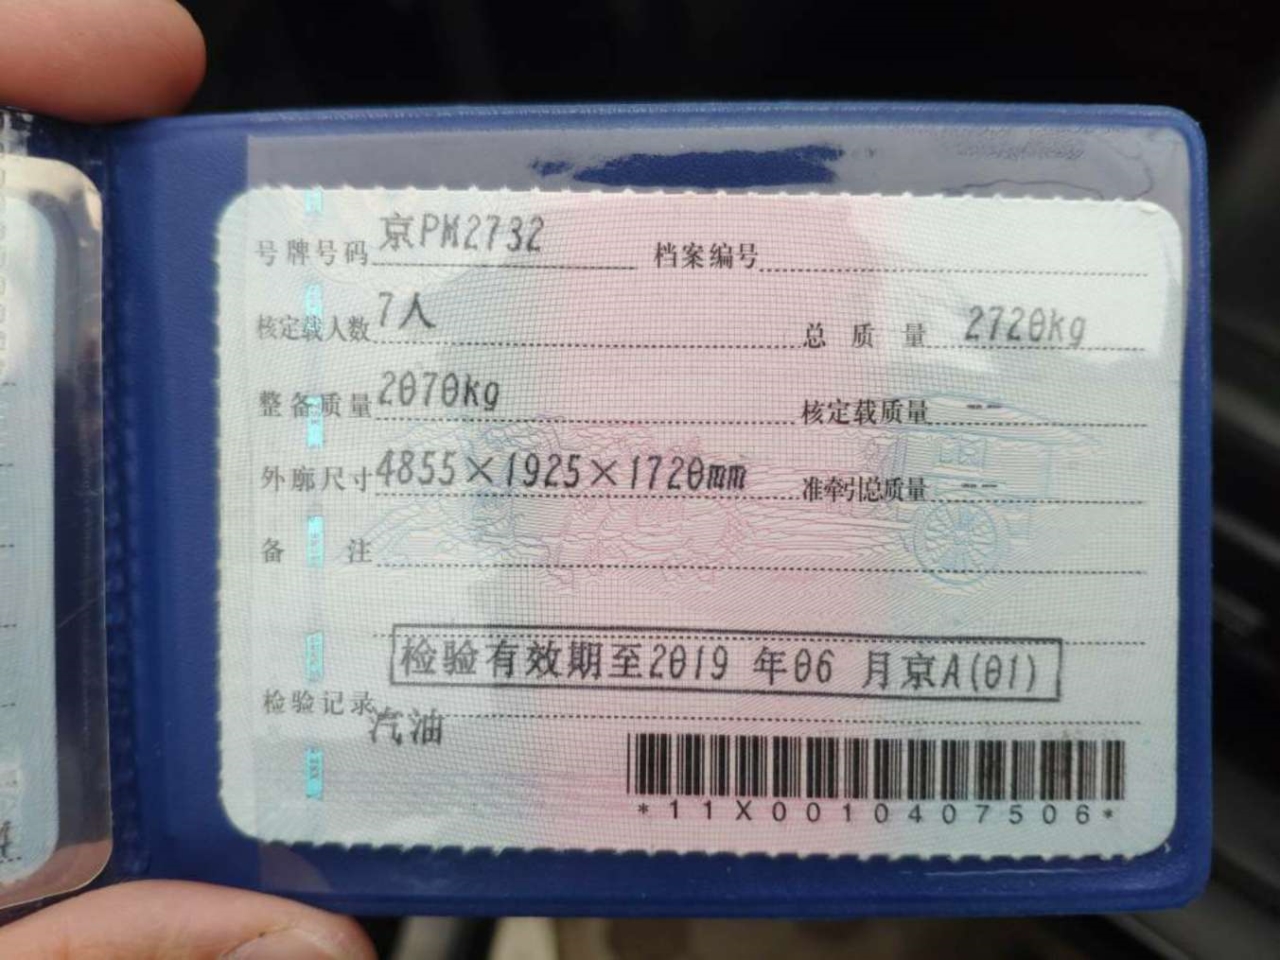 号牌号码 京PM2732 档案编号
核定载人数 7人 总质量 2720kg
整备质量 2070kg 核定载质量 --
外廓尺寸 4855×1925×1720mm 准牵引总质量 --
备注
检验有效期至2019 年06 月京A(01)
检验记录
汽油
*11X0010407506*